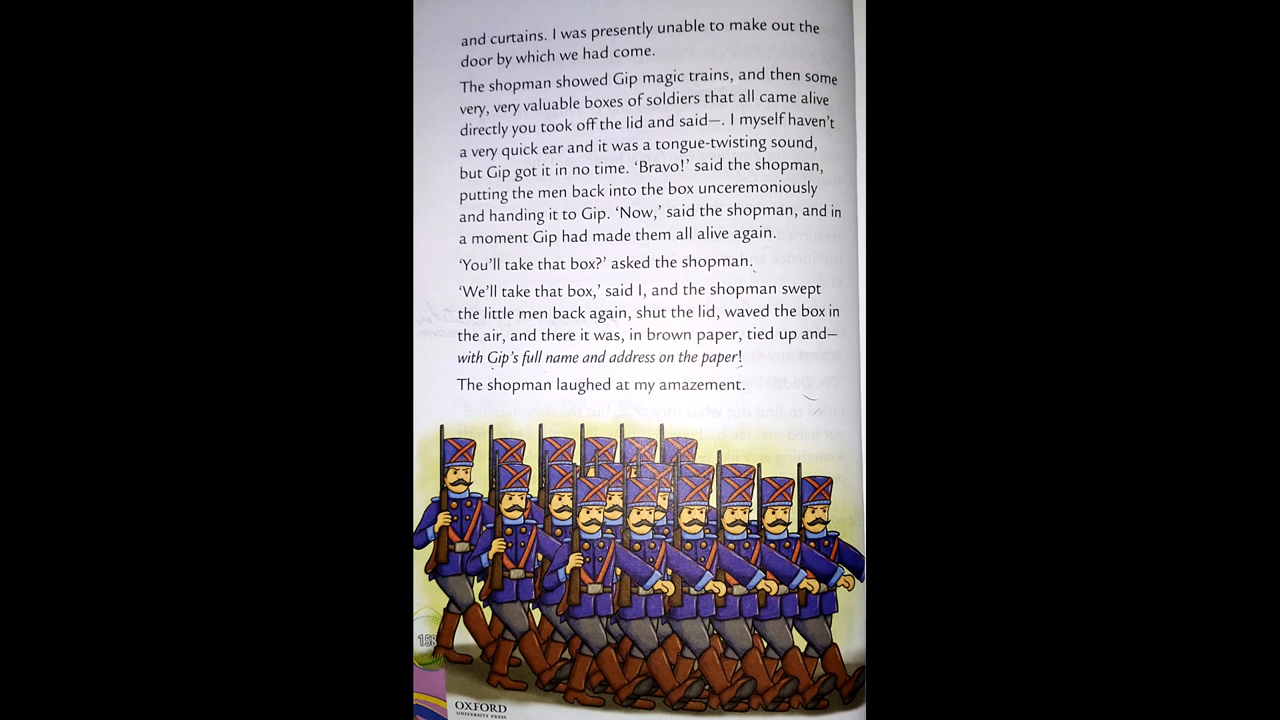 and curtains. I was presently unable to make out the
door by which we had come.
The shopman showed Gip magic trains, and then some
very, very valuable boxes of soldiers that all came alive
directly you took off the lid and said—. I myself haven't
a very quick ear and it was a tongue-twisting sound,
but Gip got it in no time. ‘Bravo!’ said the shopman,
putting the men back into the box unceremoniously
and handing it to Gip. ‘Now,’ said the shopman, and in
a moment Gip had made them all alive again.
‘You’ll take that box?’ asked the shopman.
‘We’ll take that box,’ said I, and the shopman swept
the little men back again, shut the lid, waved the box in
the air, and there it was, in brown paper, tied up and—
with Gip’s full name and address on the paper!
The shopman laughed at my amazement.
158
OXFORD
UNIVERSITY PRESS